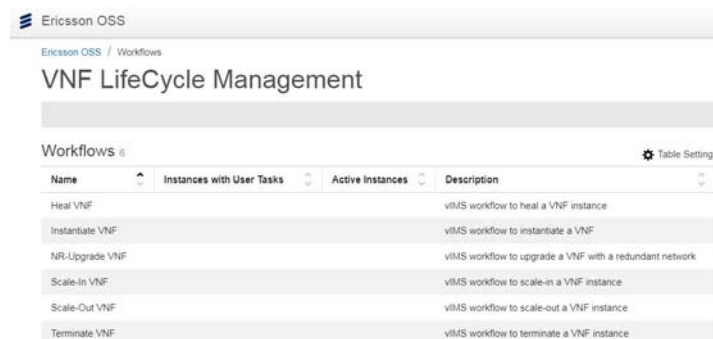 Ericsson OSS
Ericsson OSS / Workflows
VNF LifeCycle Management
Workflows 6
Table Setting
Name Instances with User Tasks Active Instances Description
Heal VNF vIMS workflow to heal a VNF instance
Instantiate VNF vIMS workflow to instantiate a VNF
NR-Upgrade VNF vIMS workflow to upgrade a VNF with a redundant network
Scale-In VNF vIMS workflow to scale-in a VNF instance
Scale-Out VNF vIMS workflow to scale-out a VNF instance
Terminate VNF vIMS workflow to terminate a VNF instance